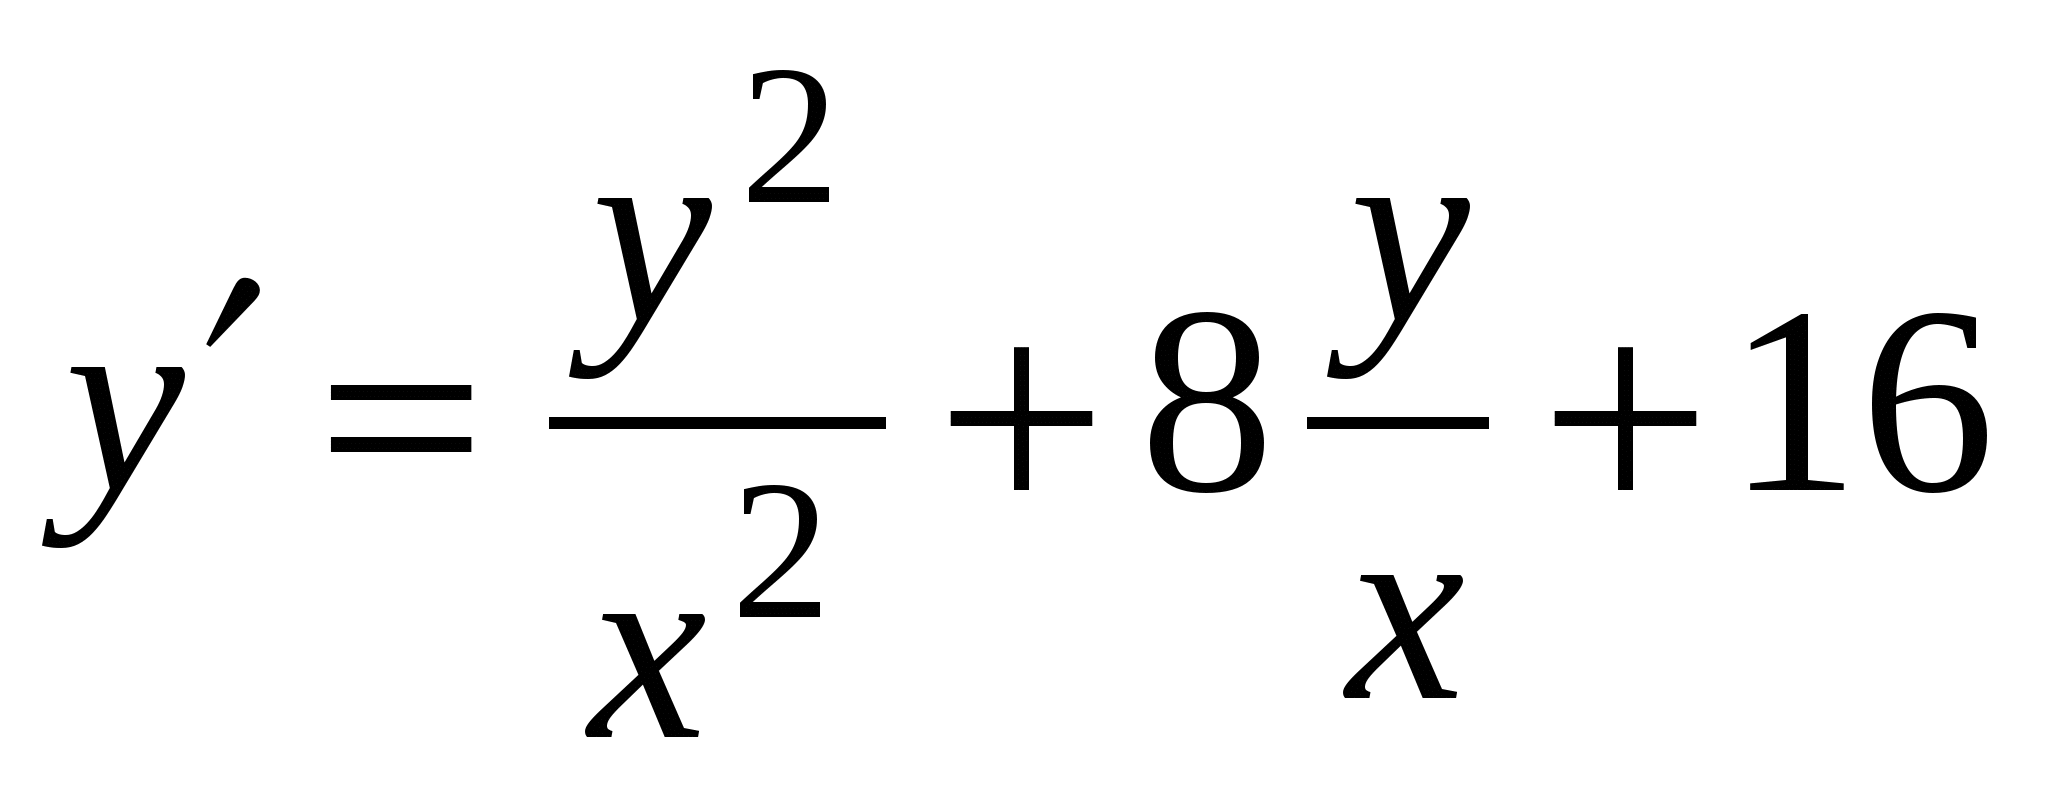 y′ = y²/x² + 8 y/x + 16